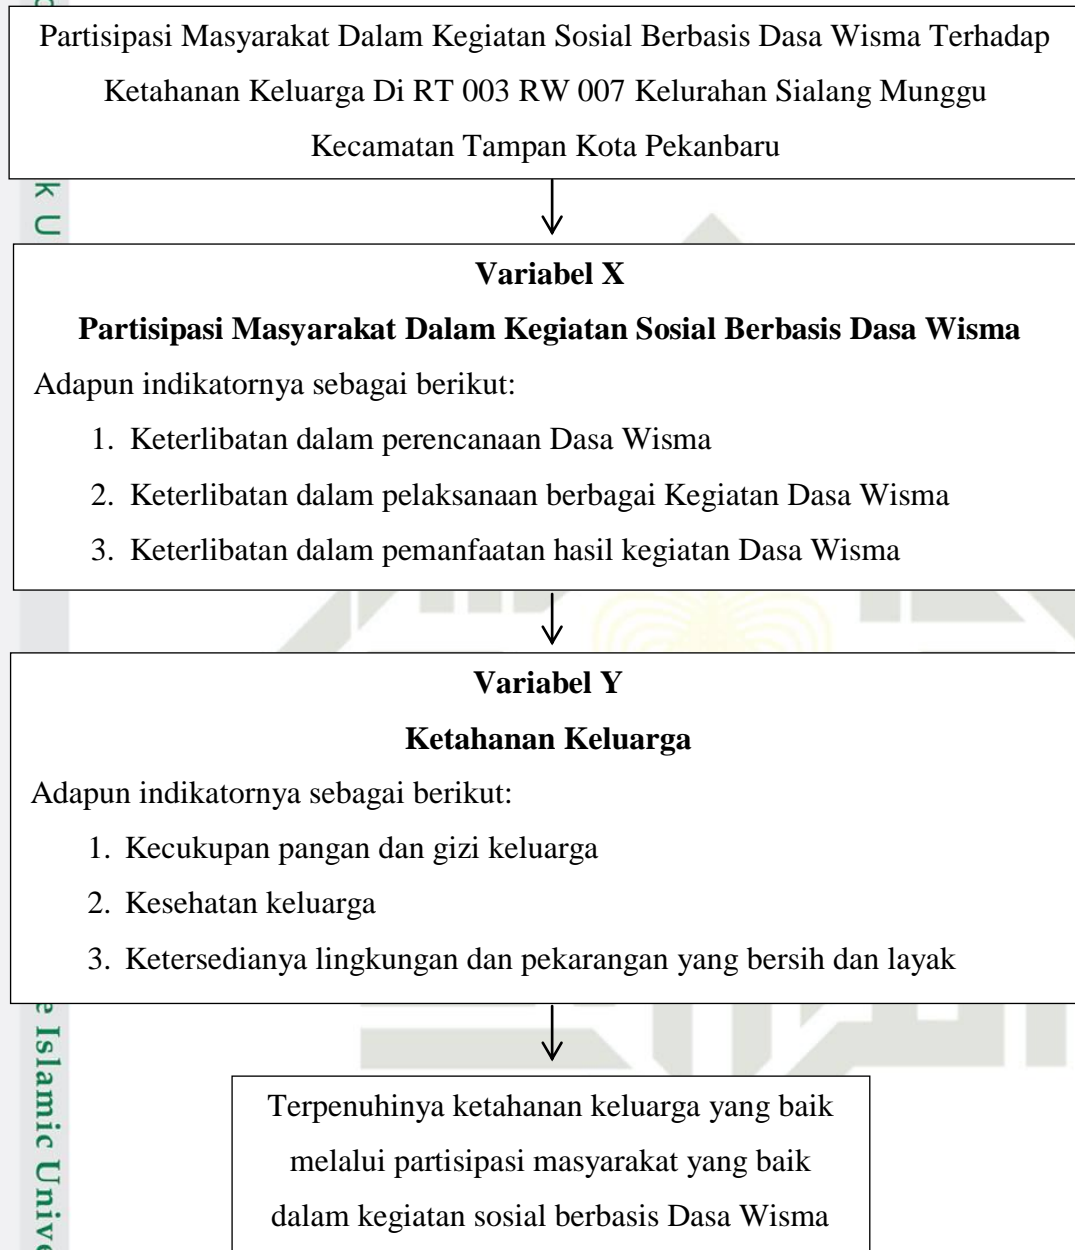 Partisipasi Masyarakat Dalam Kegiatan Sosial Berbasis Dasa Wisma Terhadap
Ketahanan Keluarga Di RT 003 RW 007 Kelurahan Sialang Munggu
Kecamatan Tampan Kota Pekanbaru
k U
Variabel X
Partisipasi Masyarakat Dalam Kegiatan Sosial Berbasis Dasa Wisma
Adapun indikatornya sebagai berikut:
1. Keterlibatan dalam perencanaan Dasa Wisma
2. Keterlibatan dalam pelaksanaan berbagai Kegiatan Dasa Wisma
3. Keterlibatan dalam pemanfaatan hasil kegiatan Dasa Wisma
Variabel Y
Ketahanan Keluarga
Adapun indikatornya sebagai berikut:
1. Kecukupan pangan dan gizi keluarga
2. Kesehatan keluarga
3. Ketersedianya lingkungan dan pekarangan yang bersih dan layak
e Islamic Unive
Terpenuhinya ketahanan keluarga yang baik
melalui partisipasi masyarakat yang baik
dalam kegiatan sosial berbasis Dasa Wisma